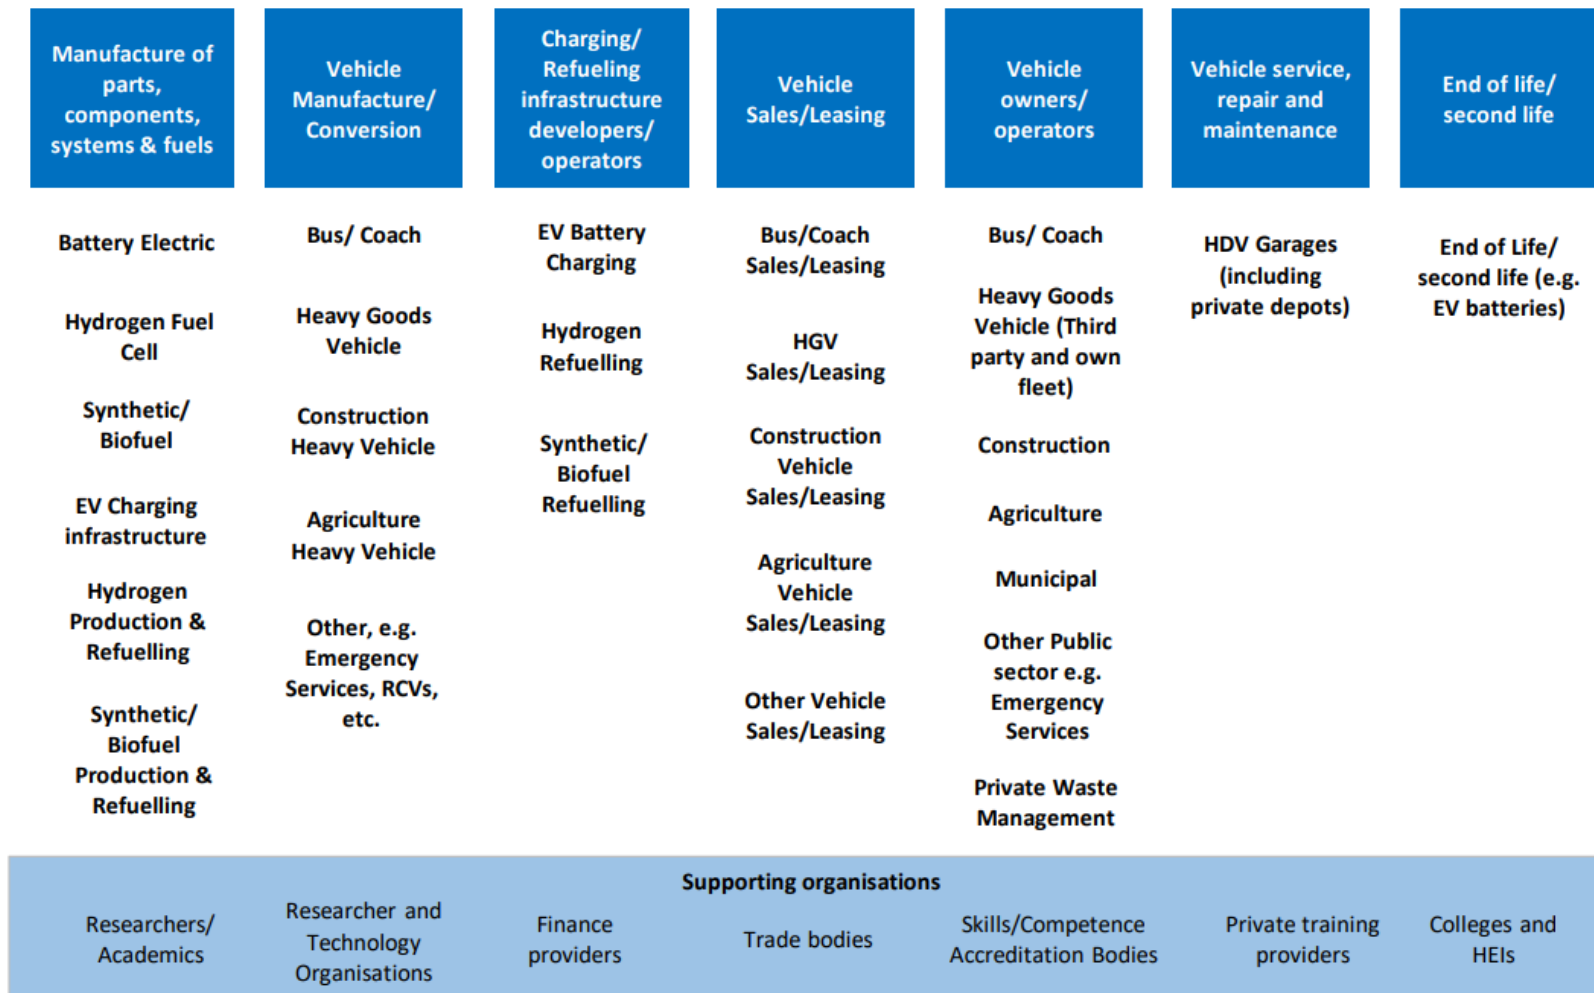 Manufacture of
parts,
components,
systems & fuels
Vehicle
Manufacture/
Conversion
Charging/
Refueling
infrastructure
developers/
operators
Vehicle
Sales/Leasing
Vehicle
owners/
operators
Vehicle service,
repair and
maintenance
End of life/
second life
Battery Electric
Hydrogen Fuel
Cell
Synthetic/
Biofuel
EV Charging
infrastructure
Hydrogen
Production &
Refuelling
Synthetic/
Biofuel
Production &
Refuelling
Bus/ Coach
Heavy Goods
Vehicle
Construction
Heavy Vehicle
Agriculture
Heavy Vehicle
Other, e.g.
Emergency
Services, RCVs,
etc.
EV Battery
Charging
Hydrogen
Refuelling
Synthetic/
Biofuel
Refuelling
Bus/Coach
Sales/Leasing
HGV
Sales/Leasing
Construction
Vehicle
Sales/Leasing
Agriculture
Vehicle
Sales/Leasing
Other Vehicle
Sales/Leasing
Bus/ Coach
Heavy Goods
Vehicle (Third
party and own
fleet)
Construction
Agriculture
Municipal
Other Public
sector e.g.
Emergency
Services
Private Waste
Management
HDV Garages
(including
private depots)
End of Life/
second life (e.g.
EV batteries)
Supporting organisations
Researchers/
Academics
Researcher and
Technology
Organisations
Finance
providers
Trade bodies
Skills/Competence
Accreditation Bodies
Private training
providers
Colleges and
HEIs